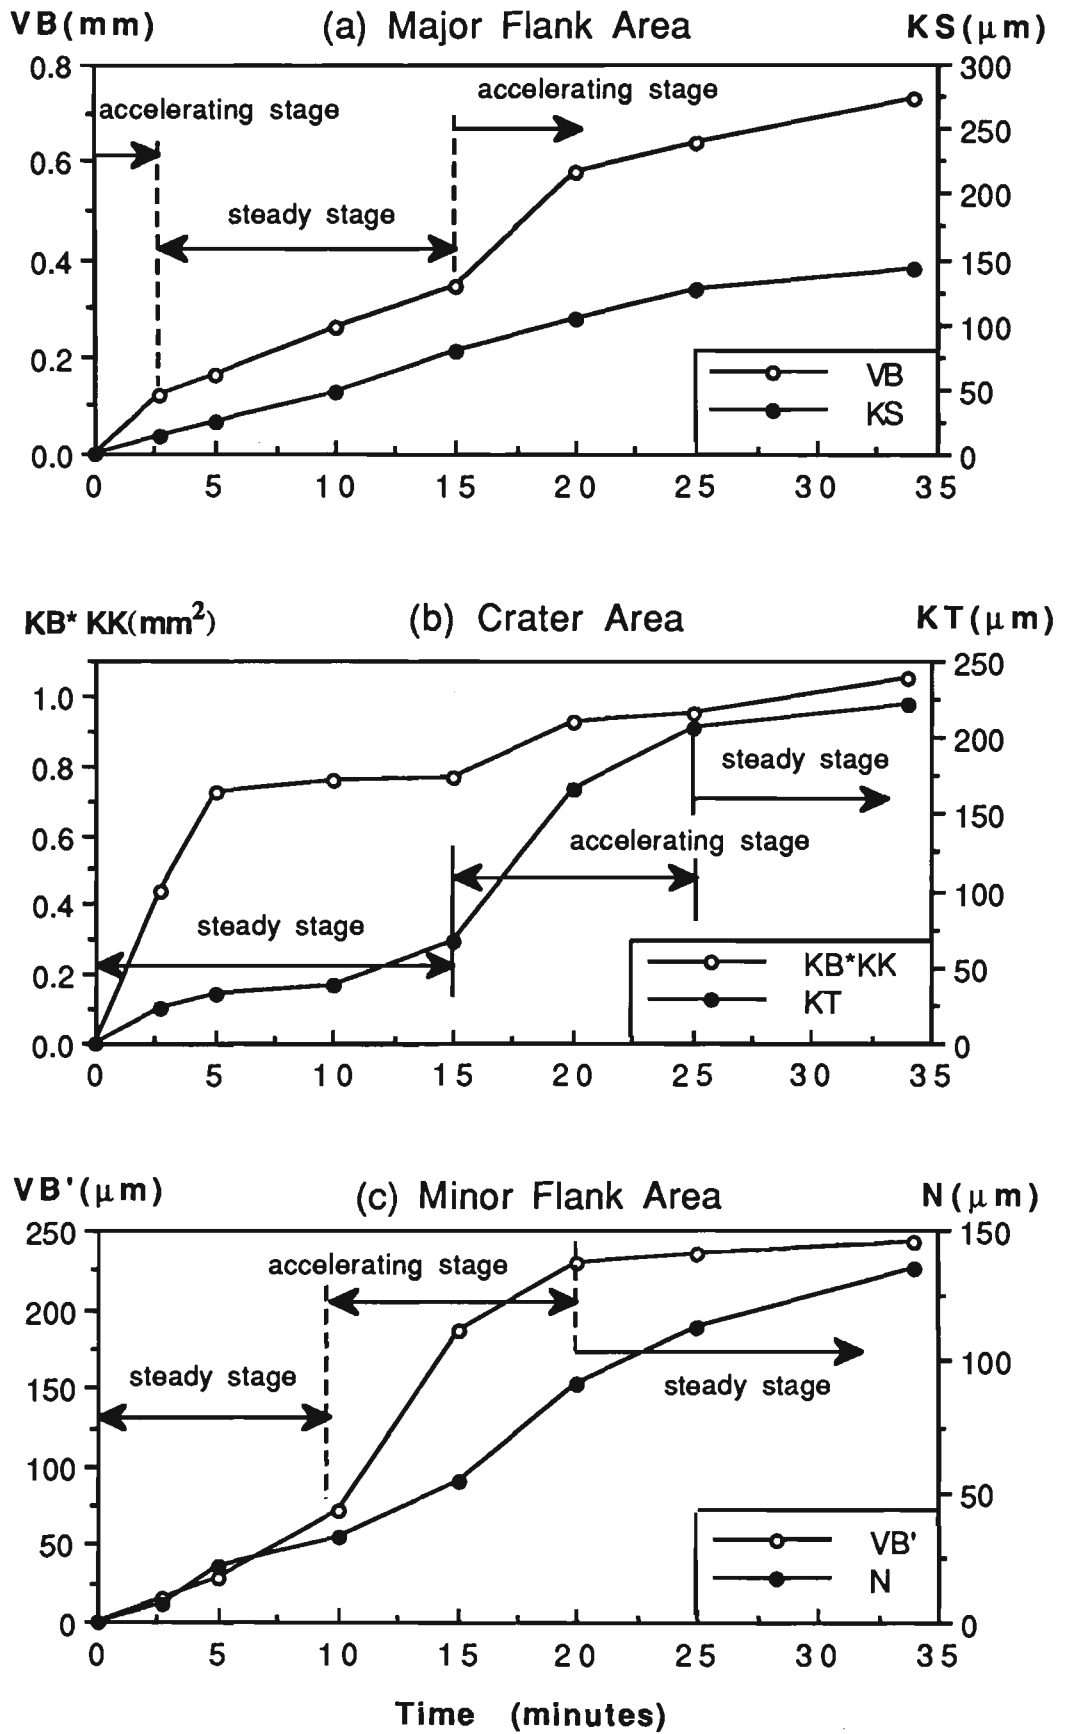 VB(mm) (a) Major Flank Area KS(μm)
0.8 300
accelerating stage
accelerating stage
250
0.6
200
steady stage
0.4 150
100
0.2
VB
50
KS
0.0 0
0 5 10 15 20 25 30 35
KB* KK(mm²) (b) Crater Area KT(μm)
250
1.0
200
steady stage
0.8
150
0.6 accelerating stage
0.4 100
steady stage
KB*KK
0.2 50
KT
0.0 0
0 5 10 15 20 25 30 35
VB'(μm) (c) Minor Flank Area N(μm)
250 150
accelerating stage
200
100
150 steady stage steady stage
100
50
50 VB'
N
0 0
0 5 10 15 20 25 30 35
Time (minutes)